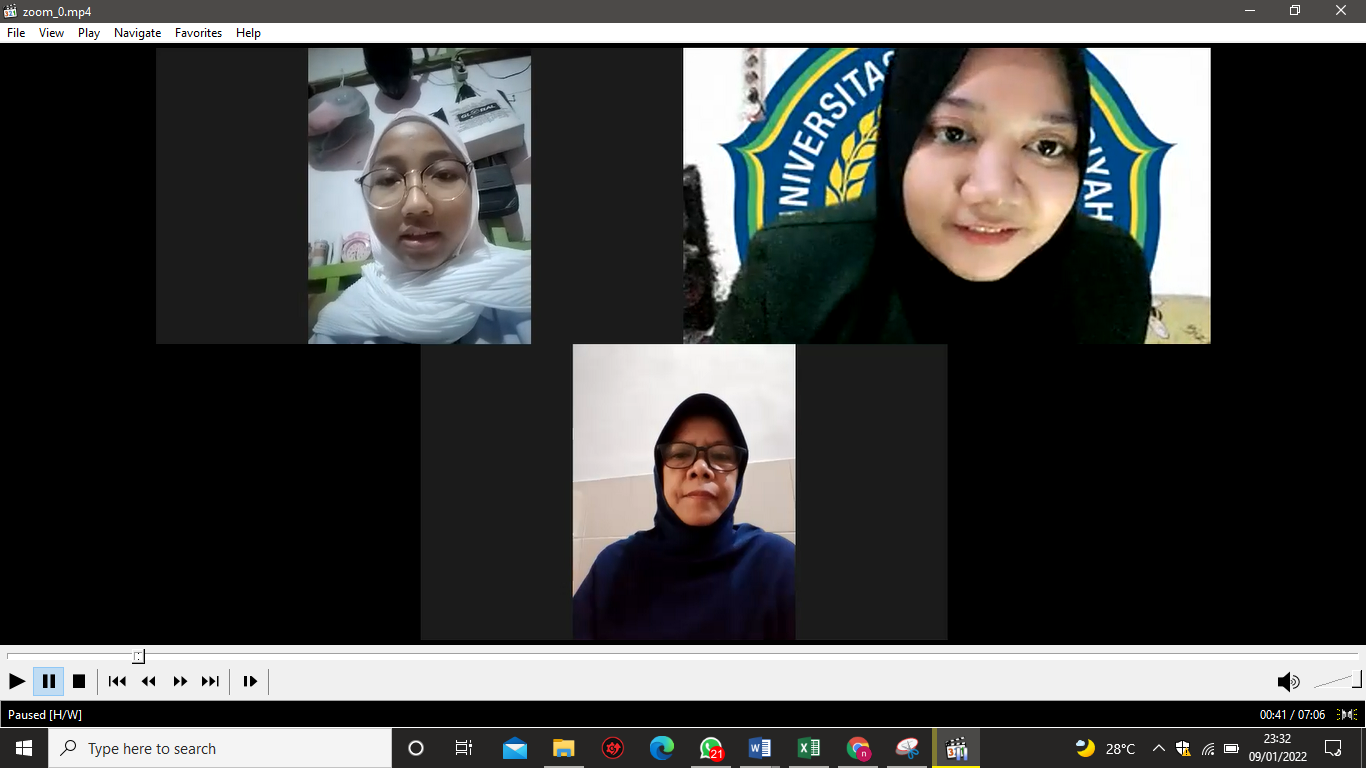 zoom_0.mp4
File View Play Navigate Favorites Help
GLOBAL
UNIVERSITAS
SIYAH
Paused [H/W]
00:41 / 07:06
21
Type here to search
28°C
23:32
09/01/2022